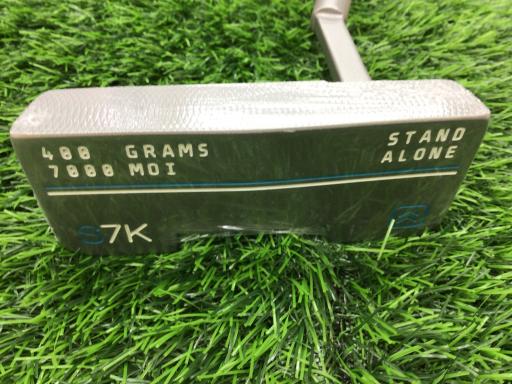 400 GRAMS
7000 MOI
STAND
ALONE
S7K